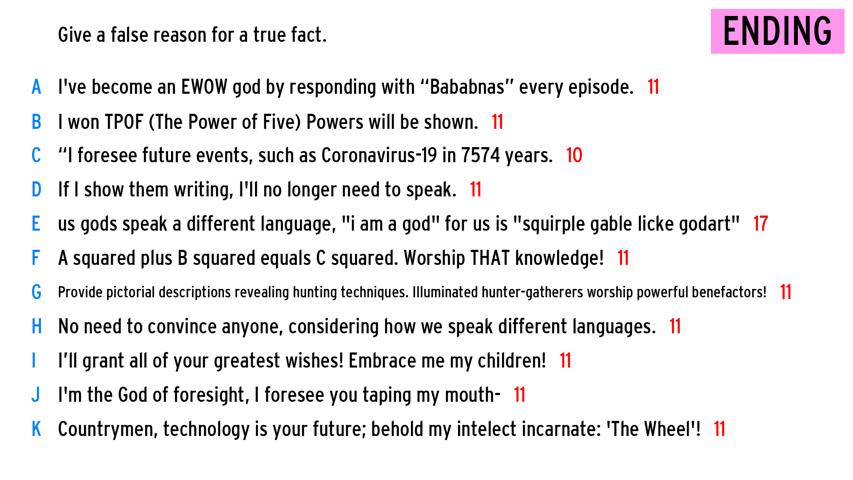 Give a false reason for a true fact.
ENDING
A I've become an EWOW god by responding with “Bababnas” every episode. 11
B I won TPOF (The Power of Five) Powers will be shown. 11
C “I foresee future events, such as Coronavirus-19 in 7574 years. 10
D If I show them writing, I'll no longer need to speak. 11
E us gods speak a different language, "i am a god" for us is "squirple gable licke godart" 17
F A squared plus B squared equals C squared. Worship THAT knowledge! 11
G Provide pictorial descriptions revealing hunting techniques. Illuminated hunter-gatherers worship powerful benefactors! 11
H No need to convince anyone, considering how we speak different languages. 11
I I’ll grant all of your greatest wishes! Embrace me my children! 11
J I'm the God of foresight, I foresee you taping my mouth- 11
K Countrymen, technology is your future; behold my intelect incarnate: 'The Wheel'! 11